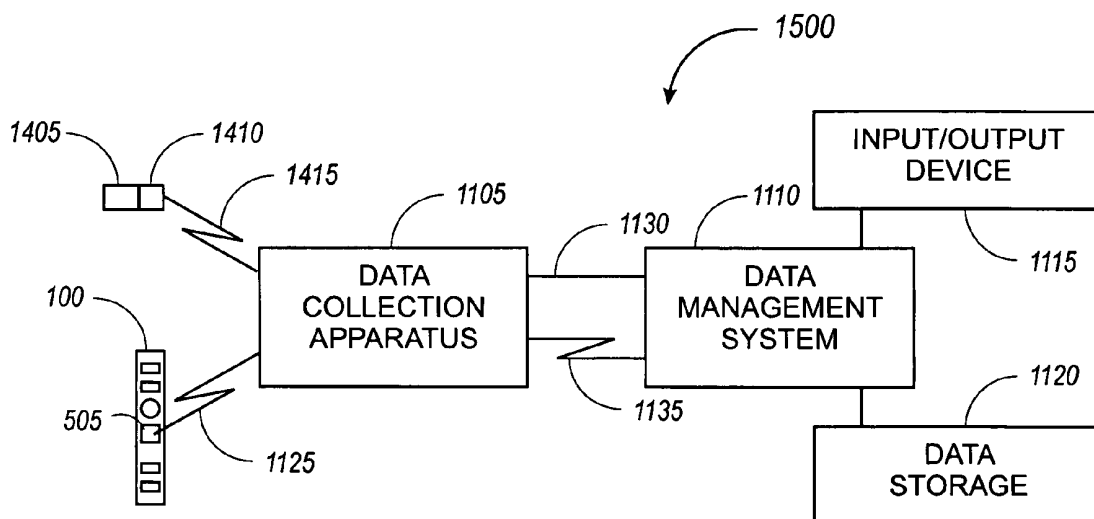 1500
1405
1410
1415
1105
1130
1110
INPUT/OUTPUT
DEVICE
1115
DATA
COLLECTION
APPARATUS
DATA
MANAGEMENT
SYSTEM
100
505
1125
1135
1120
DATA
STORAGE